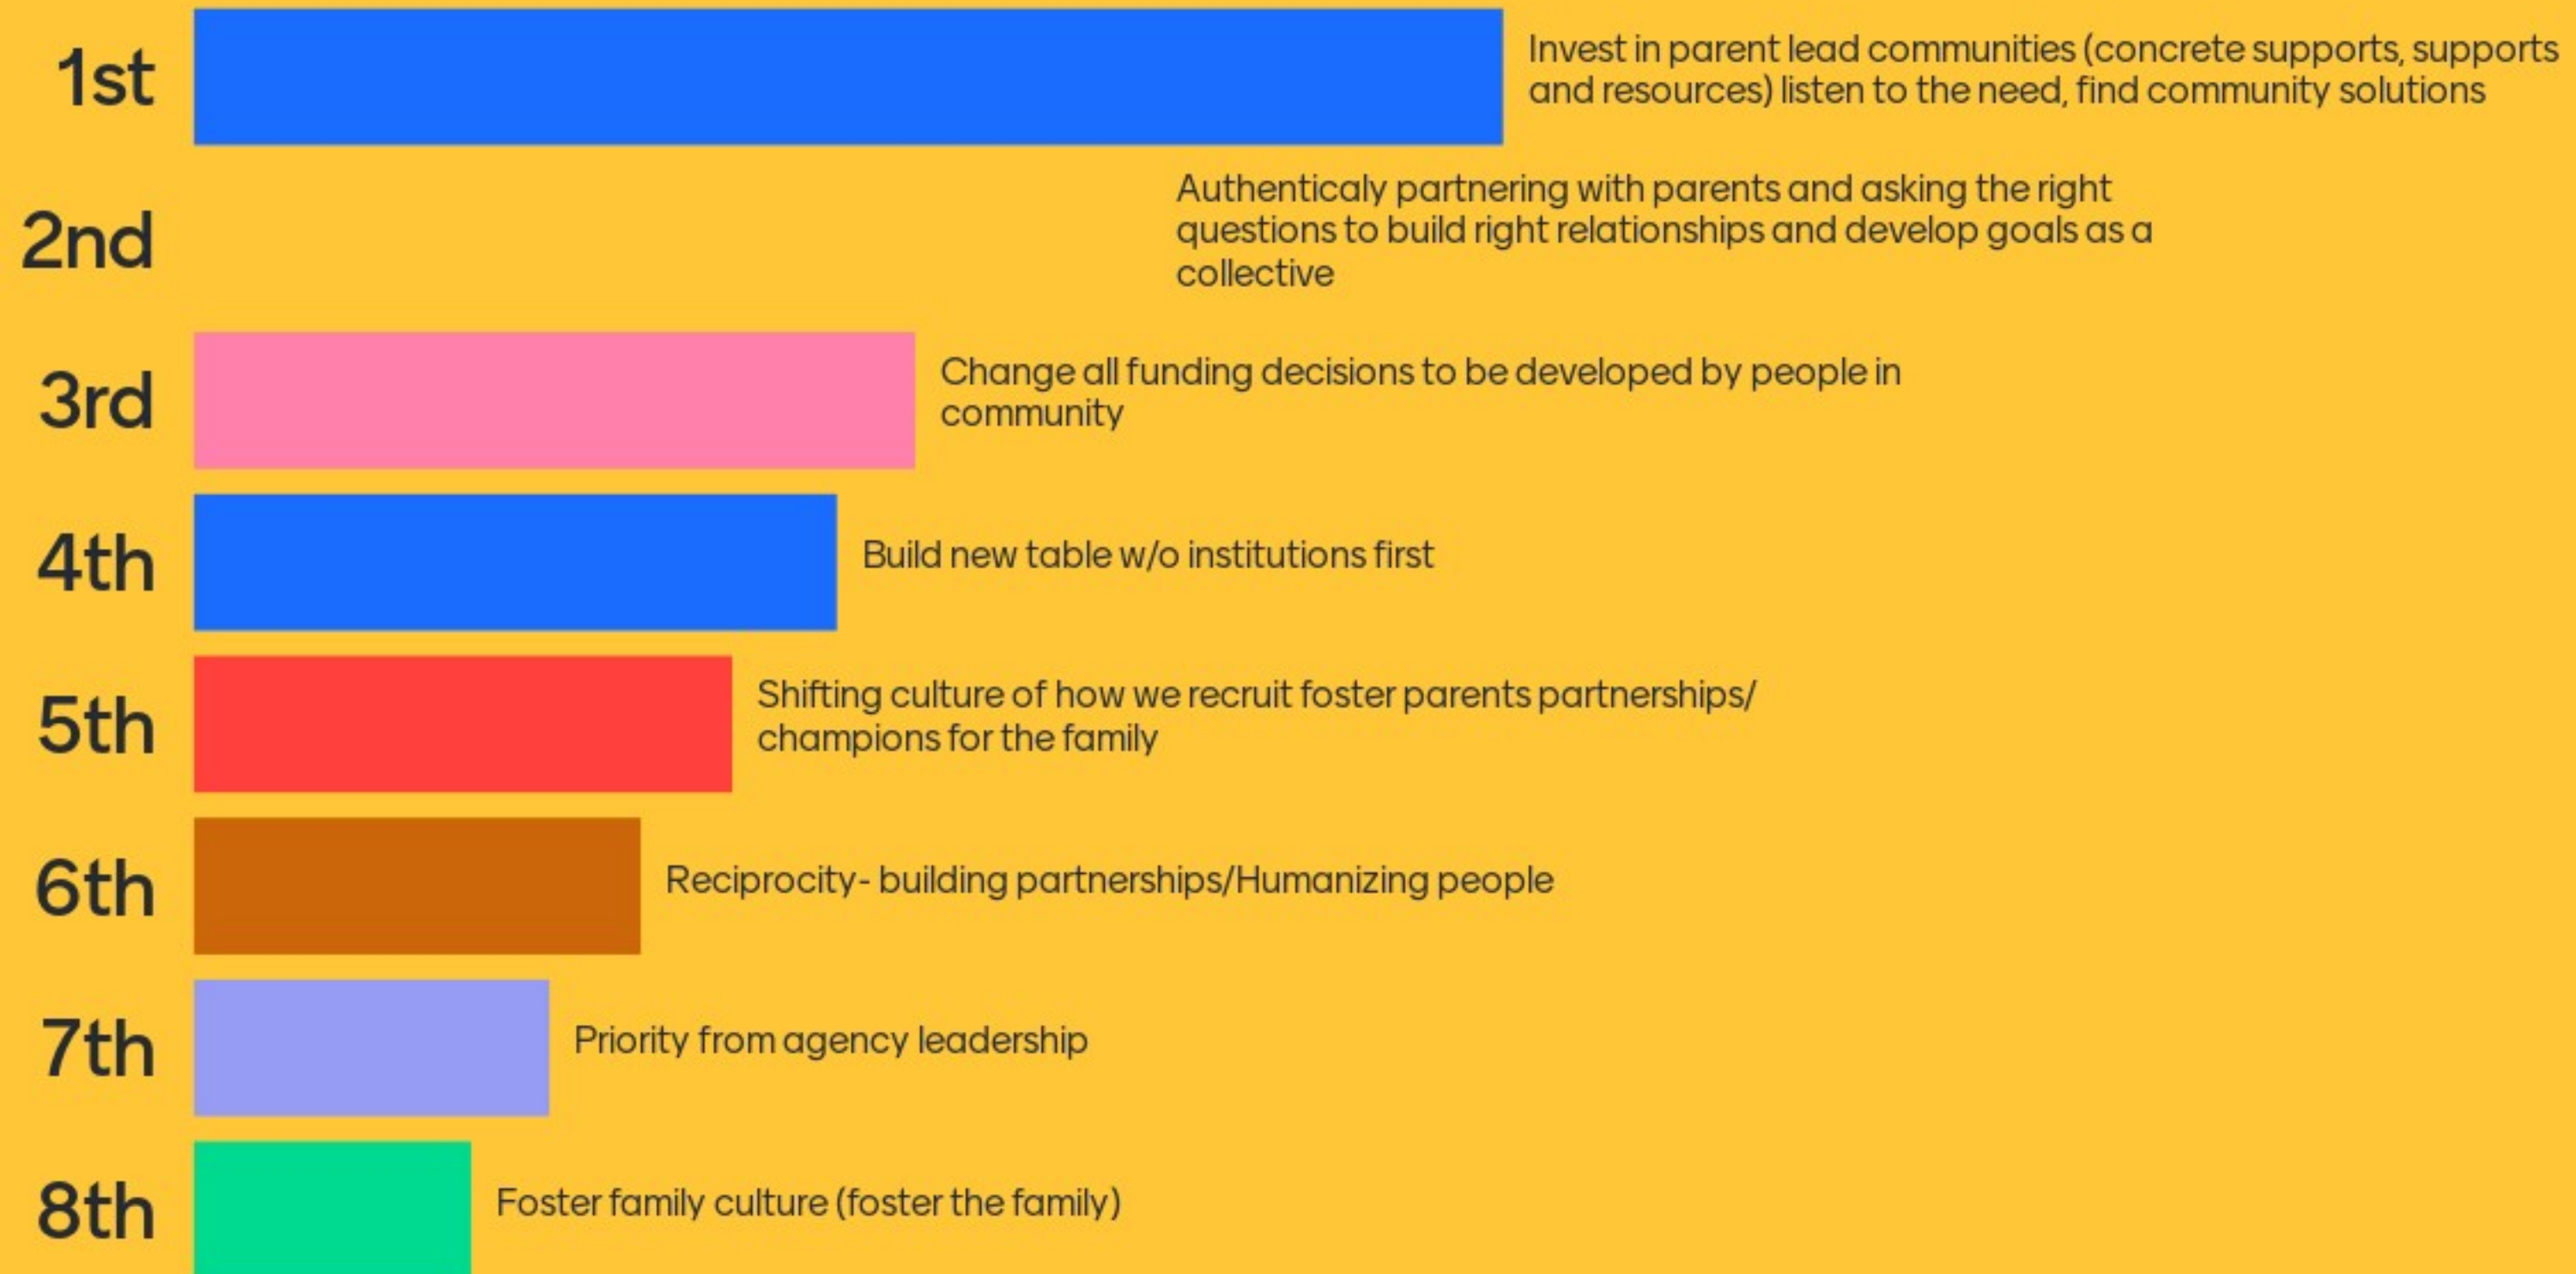 1st
Invest in parent lead communities (concrete supports, supports
and resources) listen to the need, find community solutions
2nd
Authenticaly partnering with parents and asking the right
questions to build right relationships and develop goals as a
collective
3rd
Change all funding decisions to be developed by people in
community
4th
Build new table w/o institutions first
5th
Shifting culture of how we recruit foster parents partnerships/
champions for the family
6th
Reciprocity- building partnerships/Humanizing people
7th
Priority from agency leadership
8th
Foster family culture (foster the family)